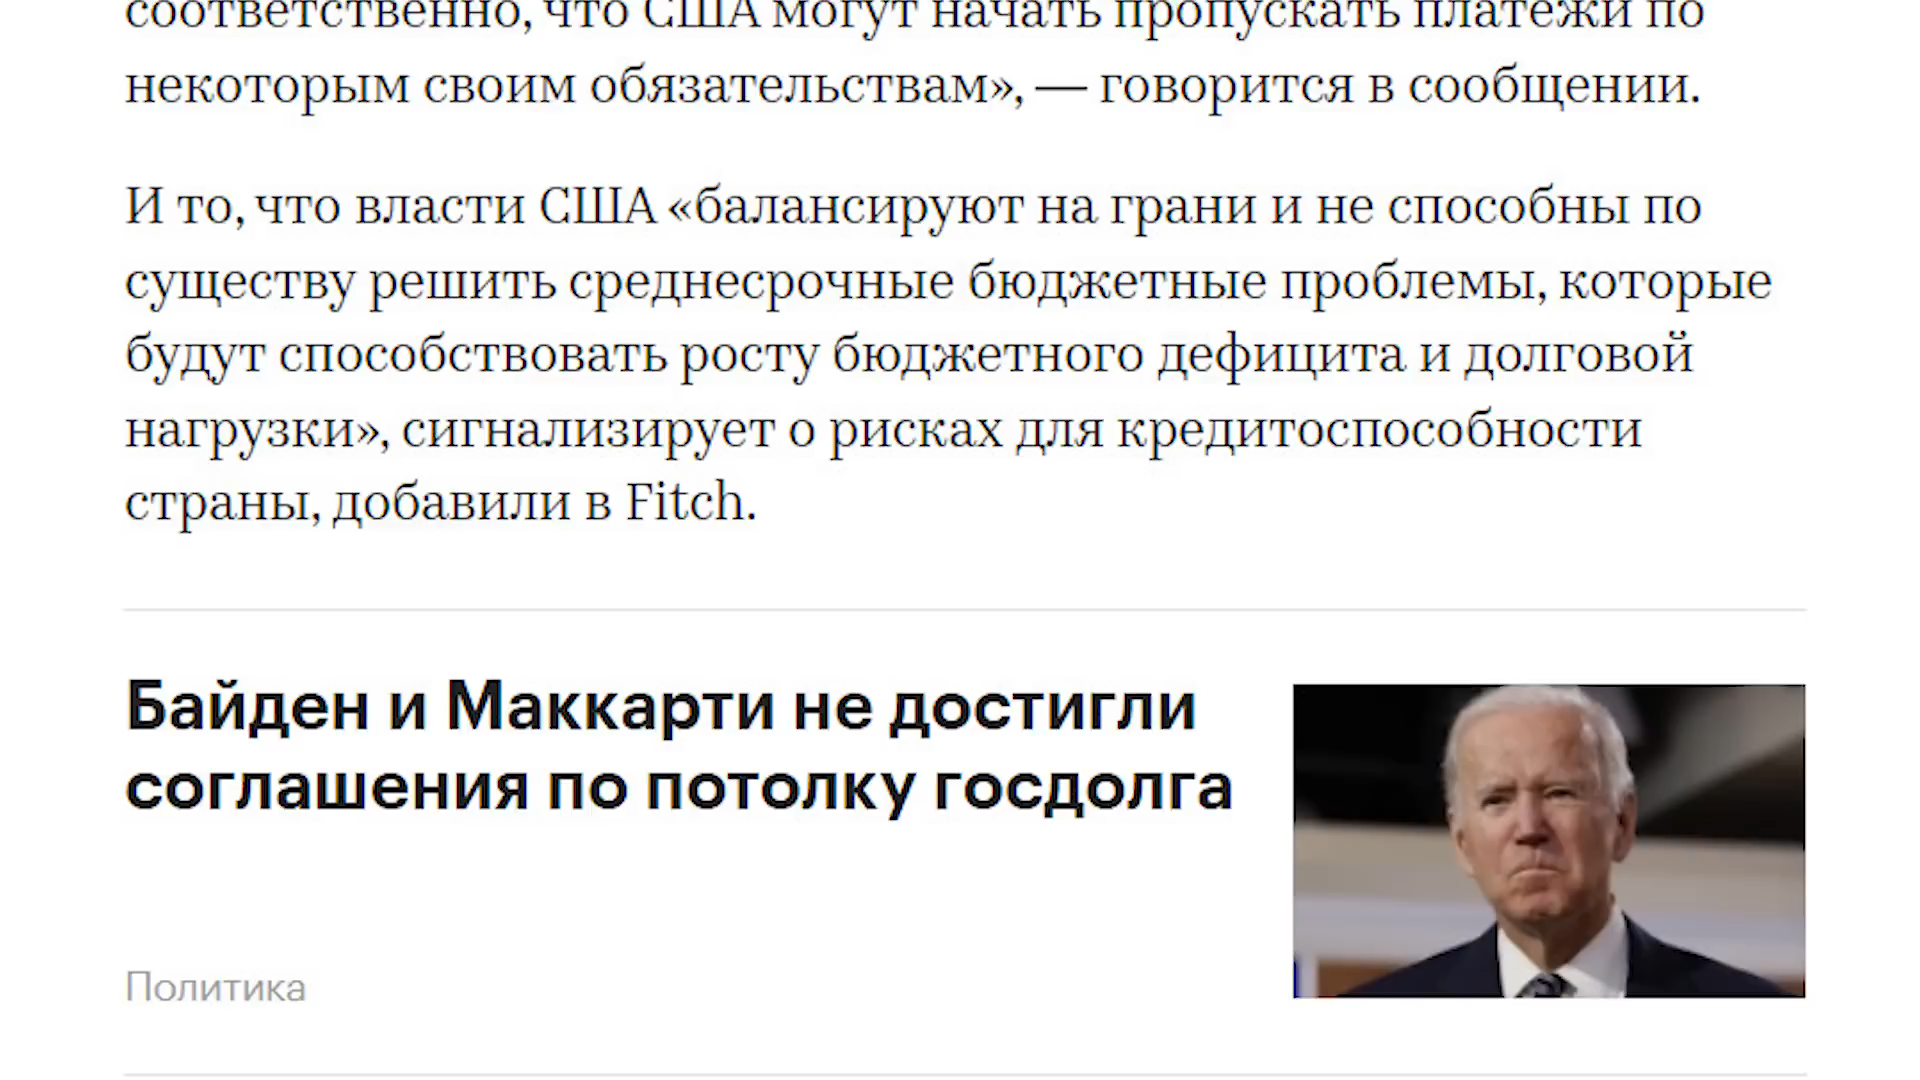 соответственно, что США могут начать пропускать платежи по
некоторым своим обязательствам», — говорится в сообщении.
И то, что власти США «балансируют на грани и не способны по
существу решить среднесрочные бюджетные проблемы, которые
будут способствовать росту бюджетного дефицита и долговой
нагрузки», сигнализирует о рисках для кредитоспособности
страны, добавили в Fitch.
Байден и Маккарти не достигли
соглашения по потолку госдолга
Политика